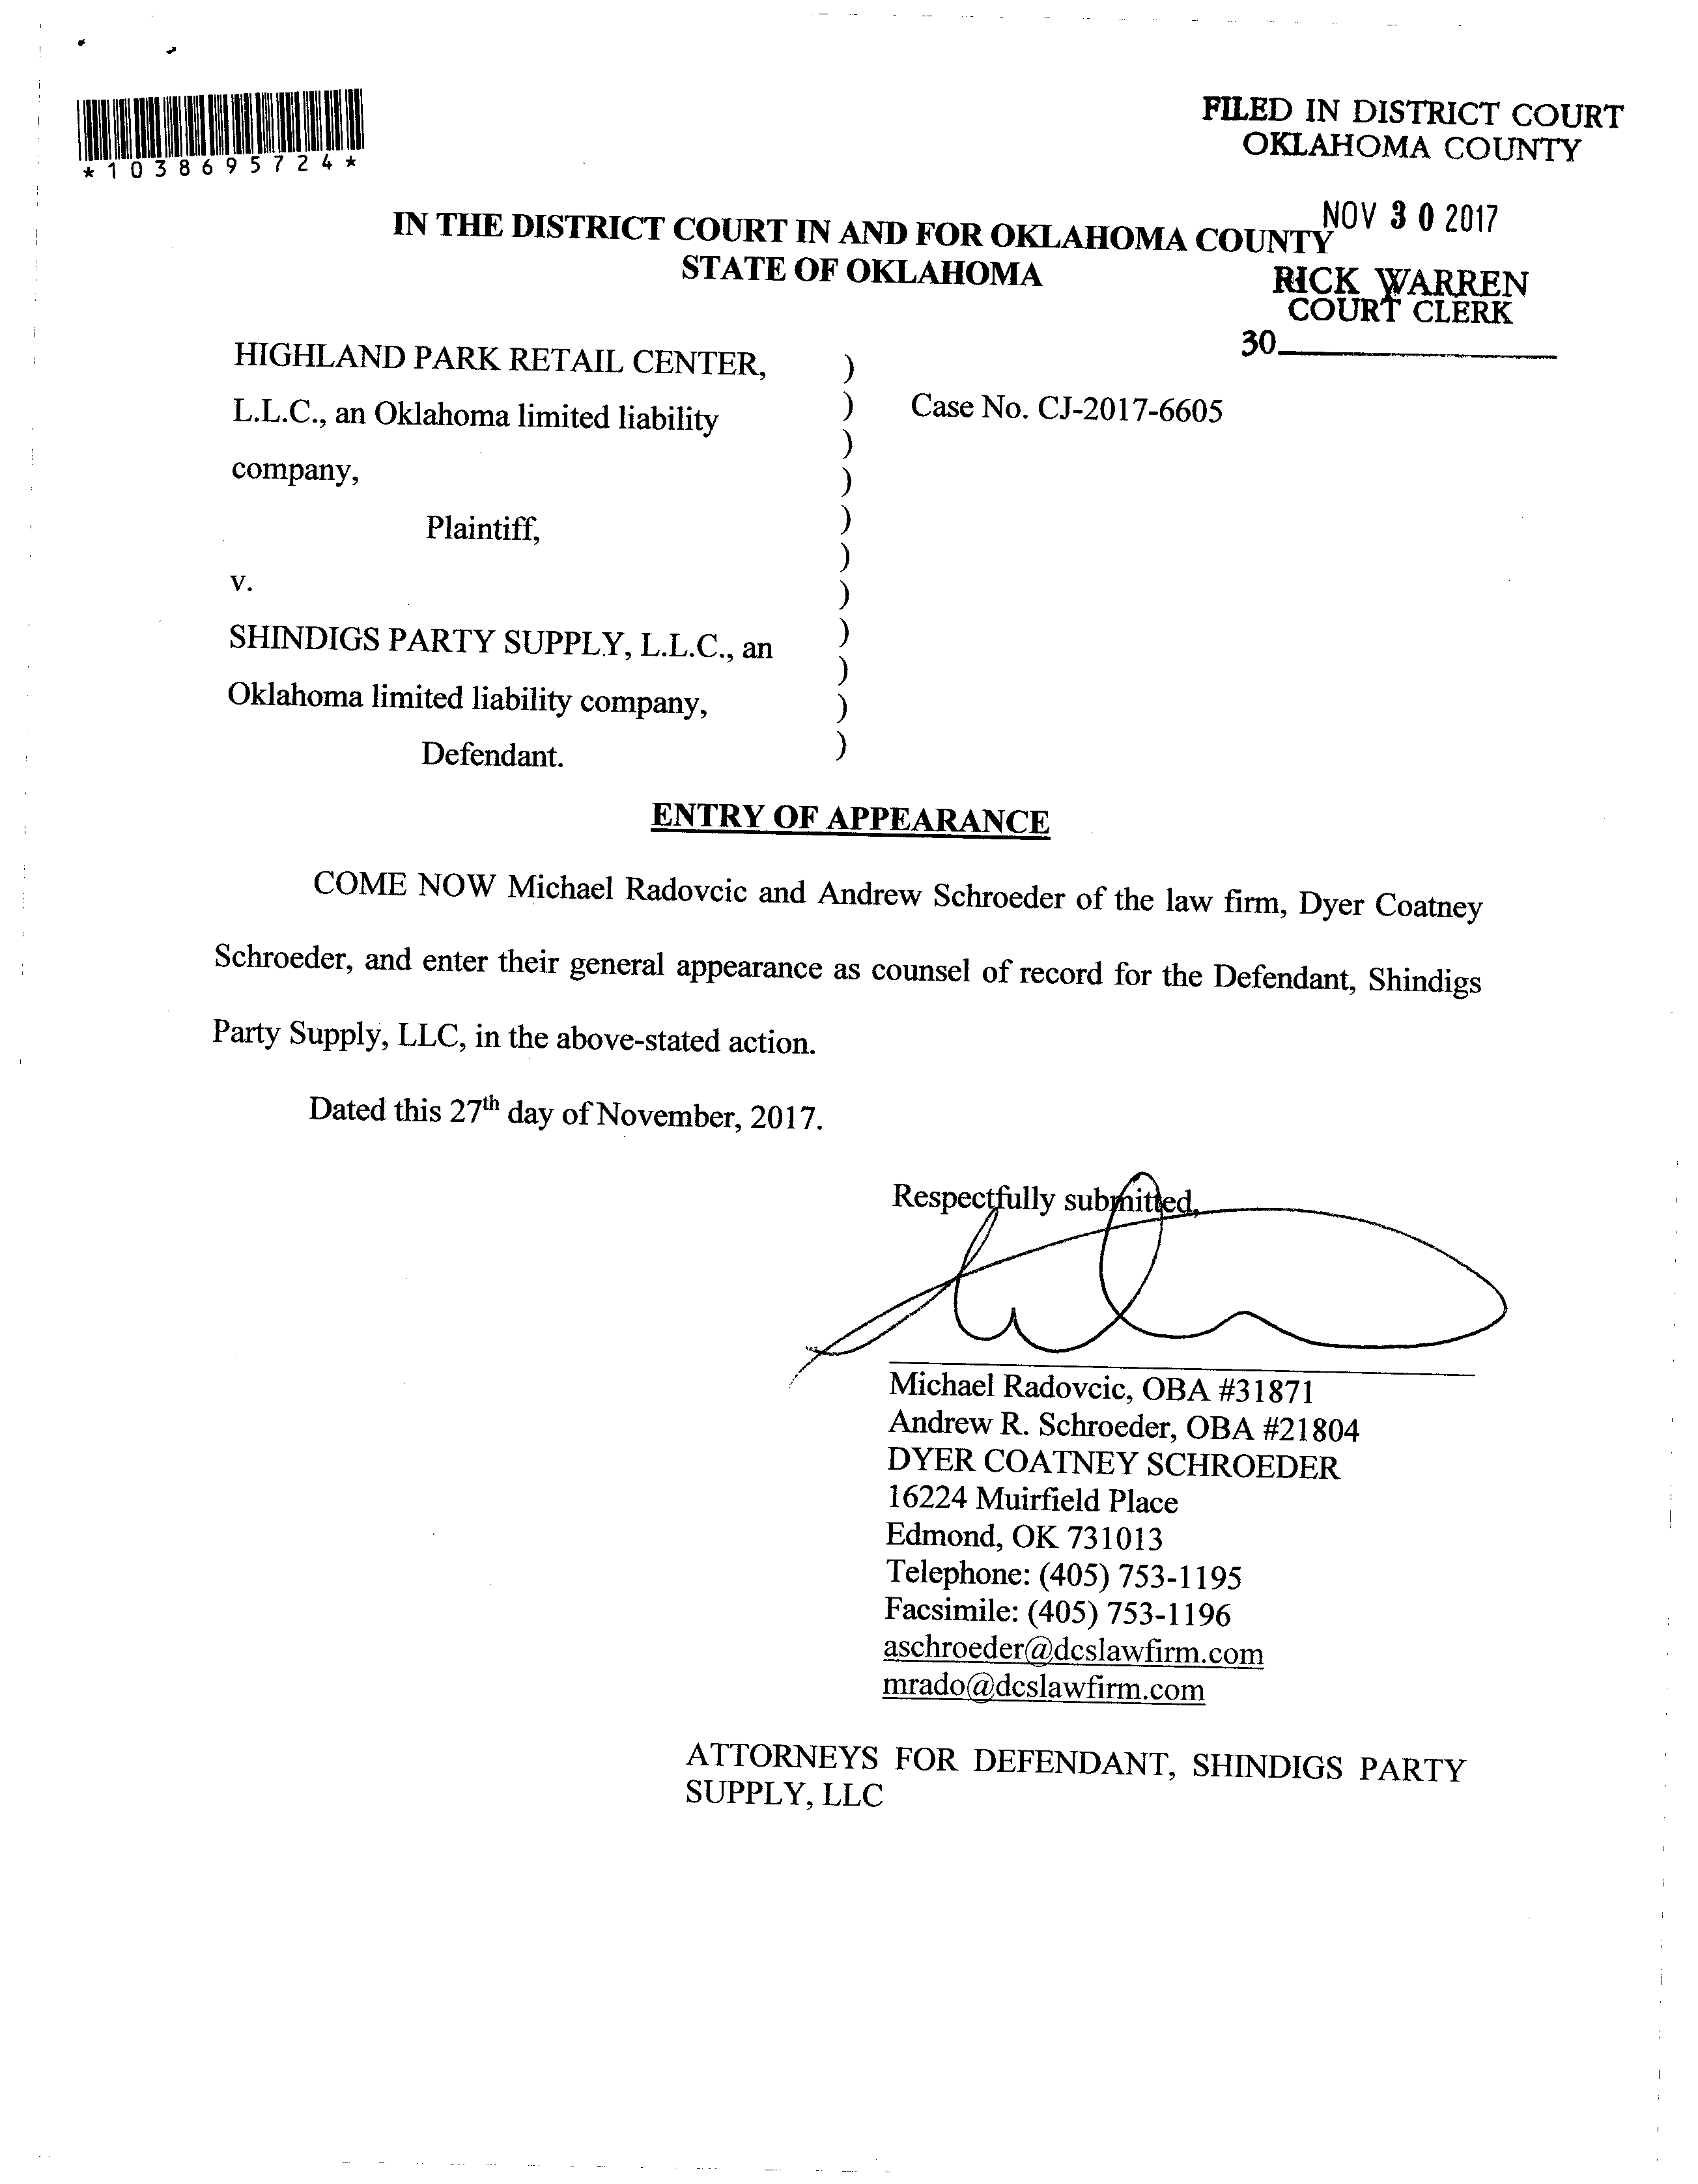 *1038695724*
FILED IN DISTRICT COURT
OKLAHOMA COUNTY
NOV 30 2017
IN THE DISTRICT COURT IN AND FOR OKLAHOMA COUNTY
STATE OF OKLAHOMA
RICK WARREN
COURT CLERK
30
HIGHLAND PARK RETAIL CENTER, )
L.L.C., an Oklahoma limited liability ) Case No. CJ-2017-6605
)
company, )
Plaintiff, )
)
v. )
SHINDIGS PARTY SUPPLY, L.L.C., an )
)
Oklahoma limited liability company, )
Defendant. )
ENTRY OF APPEARANCE
COME NOW Michael Radovcic and Andrew Schroeder of the law firm, Dyer Coatney
Schroeder, and enter their general appearance as counsel of record for the Defendant, Shindigs
Party Supply, LLC, in the above-stated action.
Dated this 27th day of November, 2017.
Respectfully submitted,
Michael Radovcic, OBA #31871
Andrew R. Schroeder, OBA #21804
DYER COATNEY SCHROEDER
16224 Muirfield Place
Edmond, OK 731013
Telephone: (405) 753-1195
Facsimile: (405) 753-1196
aschroeder@dcslawfirm.com
mrado@dcslawfirm.com
ATTORNEYS FOR DEFENDANT, SHINDIGS PARTY
SUPPLY, LLC